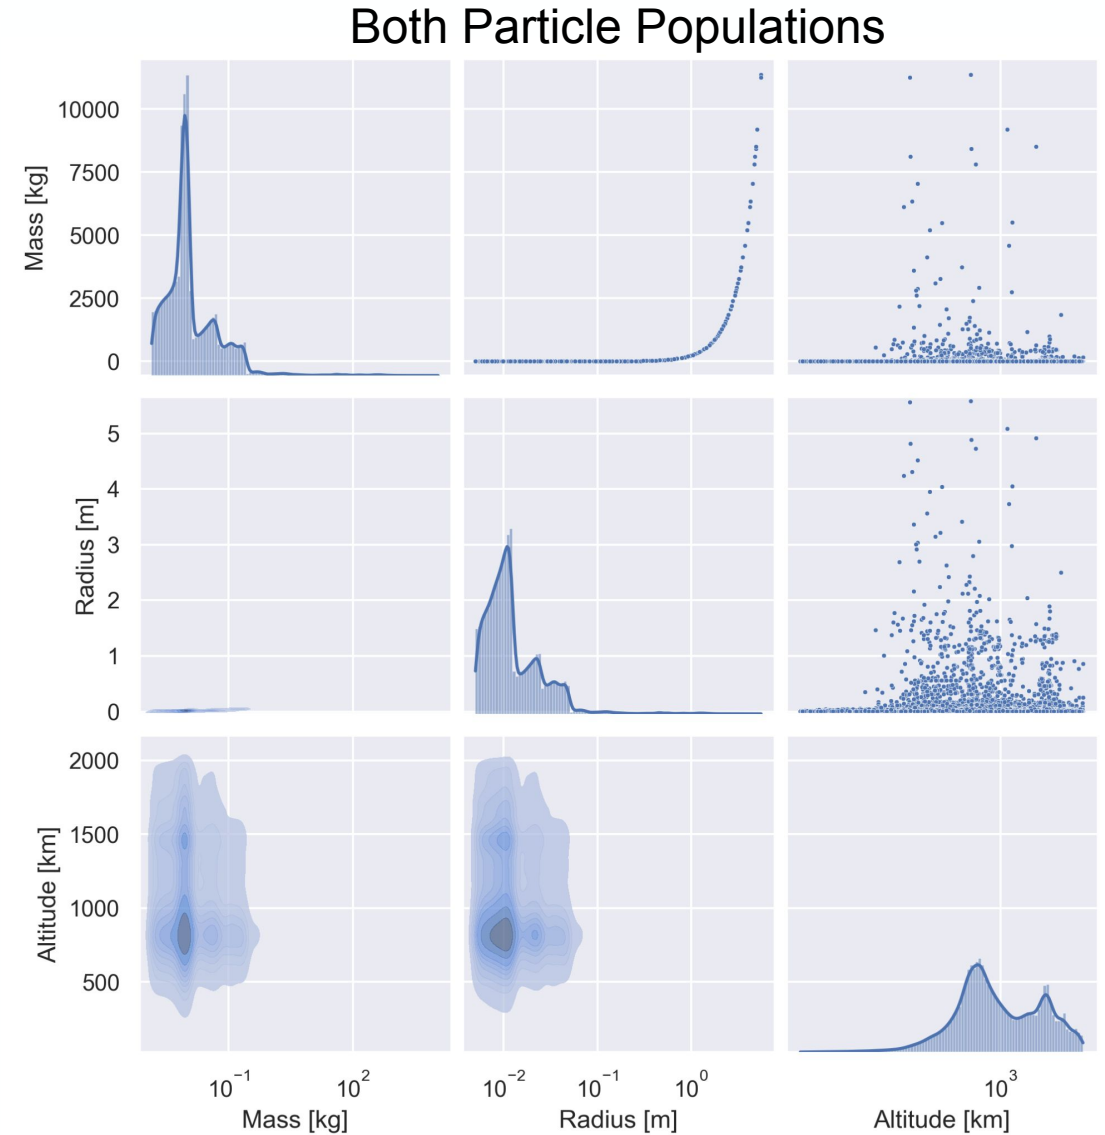 Both Particle Populations
Mass [kg]
10000
7500
5000
2500
0
Radius [m]
5
4
3
2
1
0
Altitude [km]
2000
1500
1000
500
10⁻¹ 10²
Mass [kg]
10⁻² 10⁻¹ 10⁰
Radius [m]
10³
Altitude [km]